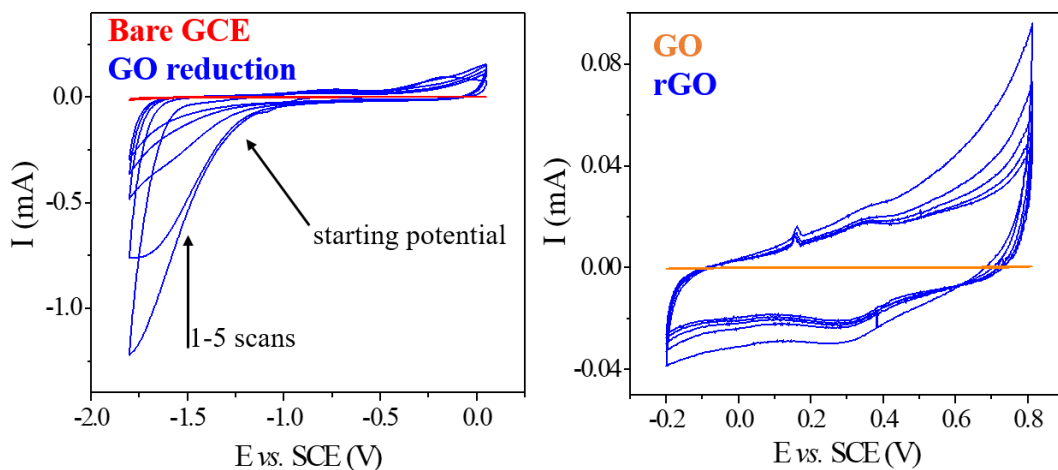 Bare GCE
GO reduction
0.0
-0.5
-1.0
I (mA)
starting potential
1-5 scans
-2.0 -1.5 -1.0 -0.5 0.0
E vs. SCE (V)
GO
rGO
0.08
0.04
0.00
-0.04
I (mA)
-0.2 0.0 0.2 0.4 0.6 0.8
E vs. SCE (V)